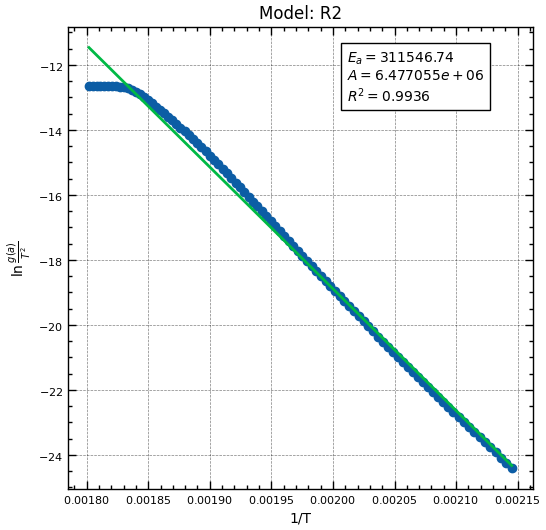 Model: R2
E_a = 311546.74
A = 6.477055e + 06
R^2 = 0.9936
ln g(a)/T^2
−12
−14
−16
−18
−20
−22
−24
0.00180 0.00185 0.00190 0.00195 0.00200 0.00205 0.00210 0.00215
1/T